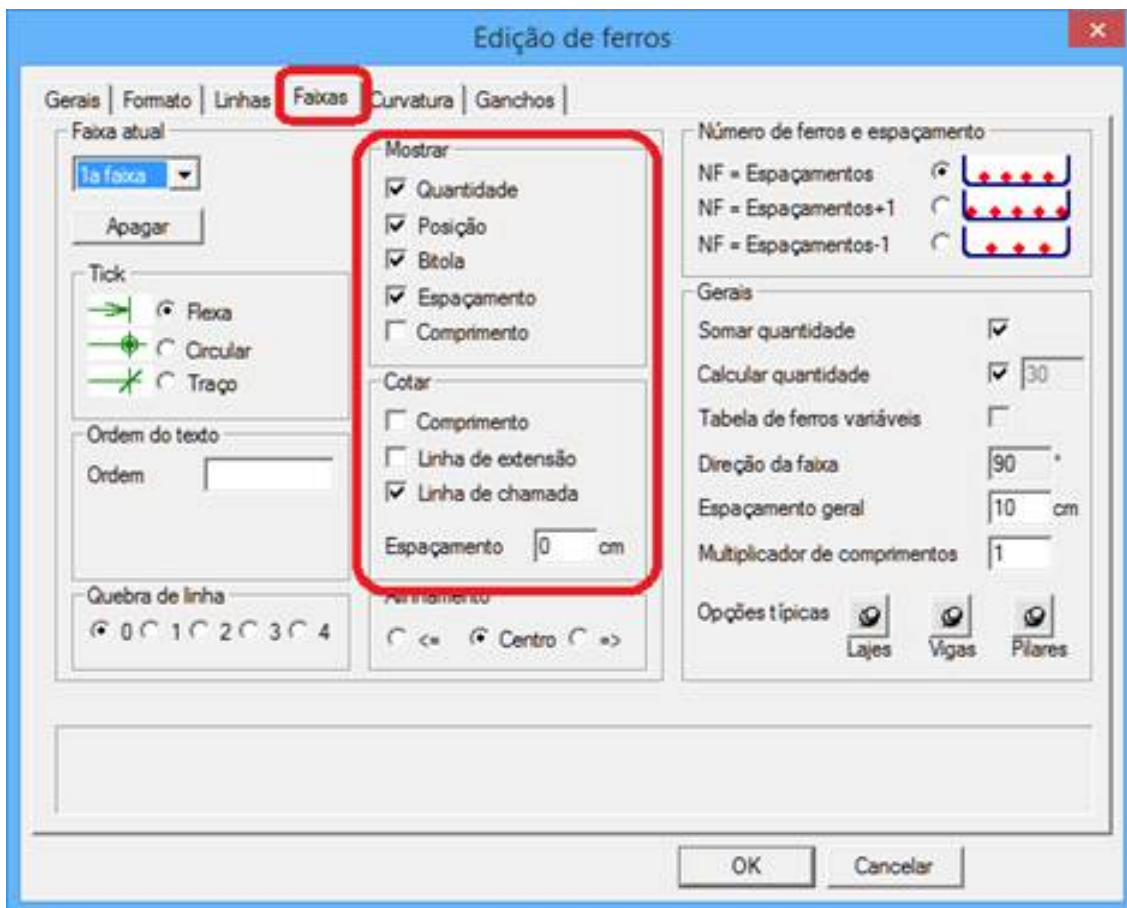 Edição de ferros
Gerais
Formato
Linhas
Faixas
Curvatura
Ganchos
Faixa atual
1a faixa
Apagar
Tick
Flexa
Circular
Traço
Ordem do texto
Ordem
Quebra de linha
0 1 2 3 4
Mostrar
Quantidade
Posição
Bitola
Espaçamento
Comprimento
Cotar
Comprimento
Linha de extensão
Linha de chamada
Espaçamento 0 cm
Alinhamento
<= Centro =>
Número de ferros e espaçamento
NF = Espaçamentos
NF = Espaçamentos+1
NF = Espaçamentos-1
Gerais
Somar quantidade
Calcular quantidade 30
Tabela de ferros variáveis
Direção da faixa 90 °
Espaçamento geral 10 cm
Multiplicador de comprimentos 1
Opções típicas
Lajes Vigas Pilares
OK
Cancelar